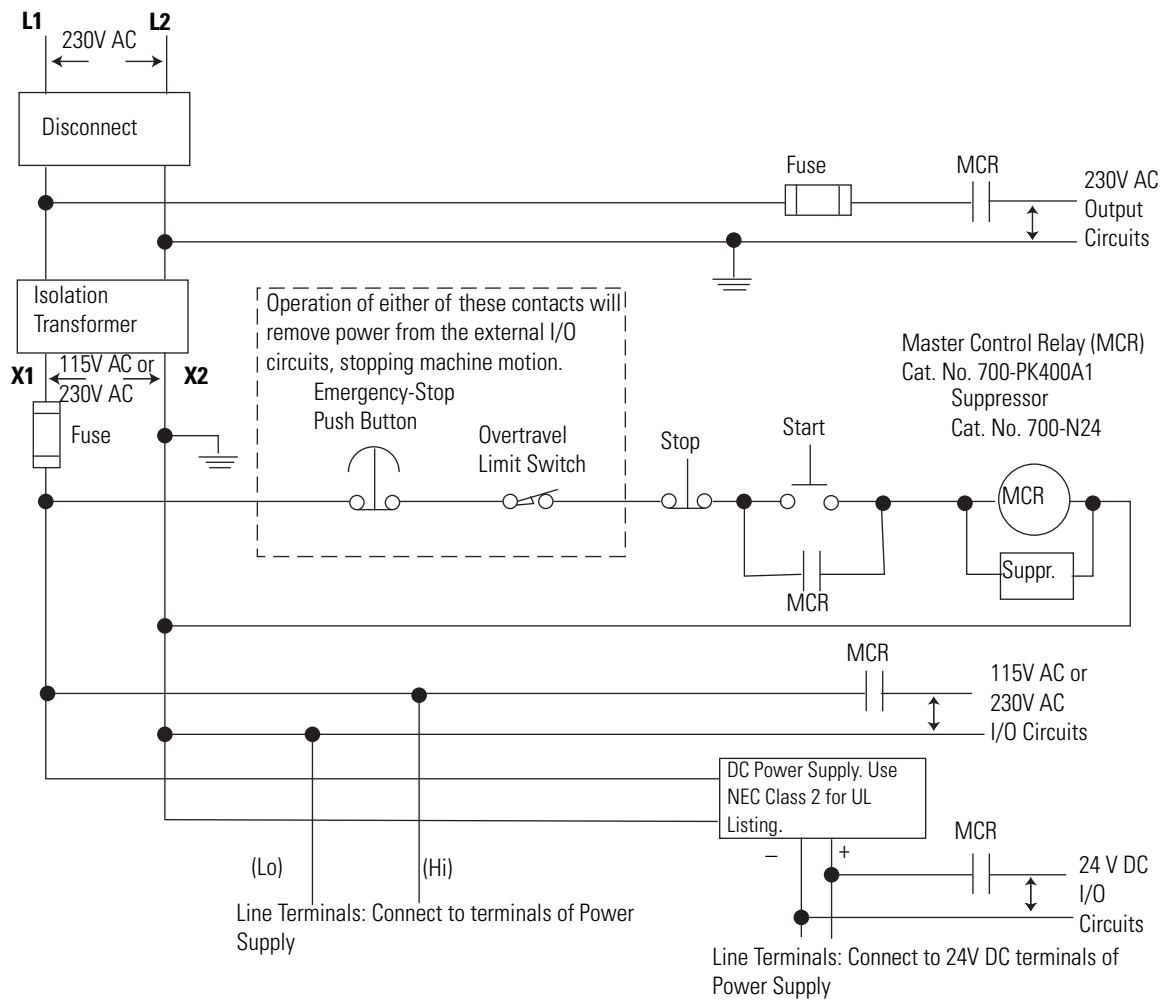 L1
L2
230V AC
Disconnect
Fuse
MCR
230V AC
Output
Circuits
Isolation
Transformer
Operation of either of these contacts will
remove power from the external I/O
circuits, stopping machine motion.
X1
115V AC or
230V AC
X2
Fuse
Emergency-Stop
Push Button
Overtravel
Limit Switch
Stop
Start
Master Control Relay (MCR)
Cat. No. 700-PK400A1
Suppressor
Cat. No. 700-N24
MCR
Suppr.
MCR
MCR
115V AC or
230V AC
I/O Circuits
DC Power Supply. Use
NEC Class 2 for UL
Listing.
– +
MCR
24 V DC
I/O
Circuits
(Lo)
(Hi)
Line Terminals: Connect to terminals of Power
Supply
Line Terminals: Connect to 24V DC terminals of
Power Supply